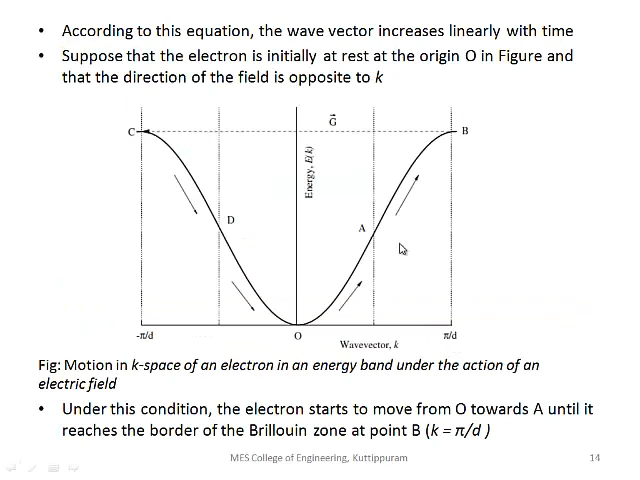 • According to this equation, the wave vector increases linearly with time
• Suppose that the electron is initially at rest at the origin O in Figure and
that the direction of the field is opposite to k
G⃗
C
B
Energy, E(k)
D
A
-π/d
O
π/d
Wavevector, k
Fig: Motion in k-space of an electron in an energy band under the action of an
electric field
• Under this condition, the electron starts to move from O towards A until it
reaches the border of the Brillouin zone at point B (k = π/d )
MES College of Engineering, Kuttippuram
14